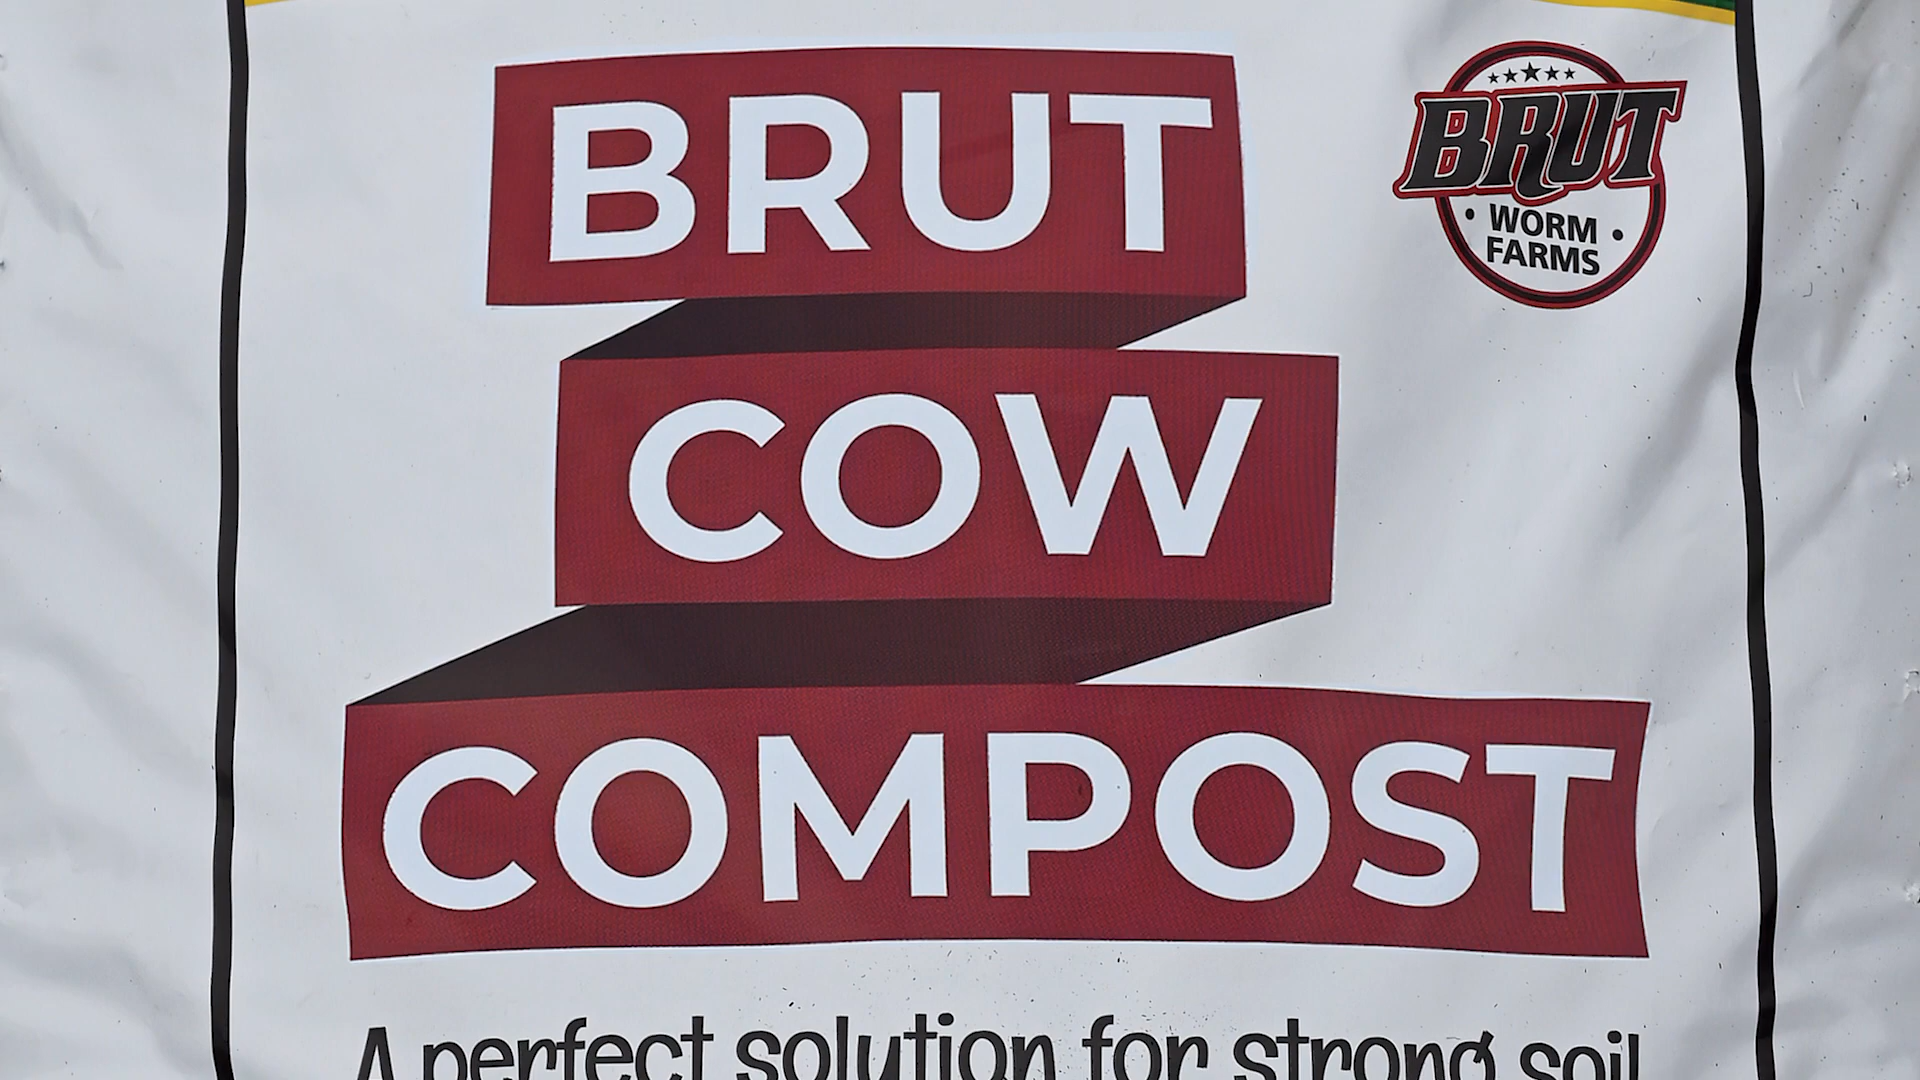 BRUT
COW
COMPOST
BRUT
• WORM •
FARMS
A perfect solution for strong soil